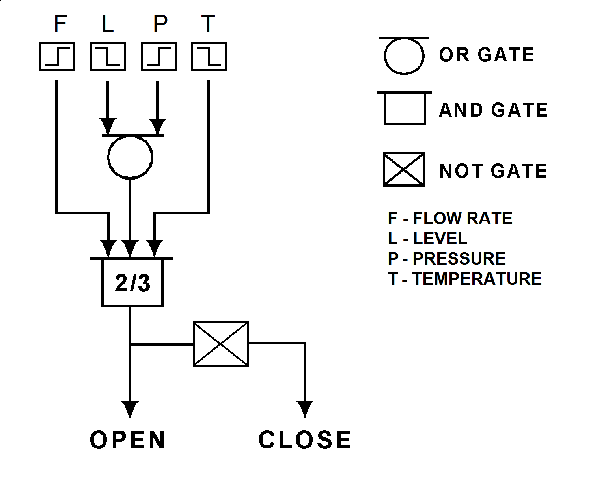 F L P T
OR GATE
AND GATE
NOT GATE
F - FLOW RATE
L - LEVEL
P - PRESSURE
T - TEMPERATURE
2/3
OPEN CLOSE